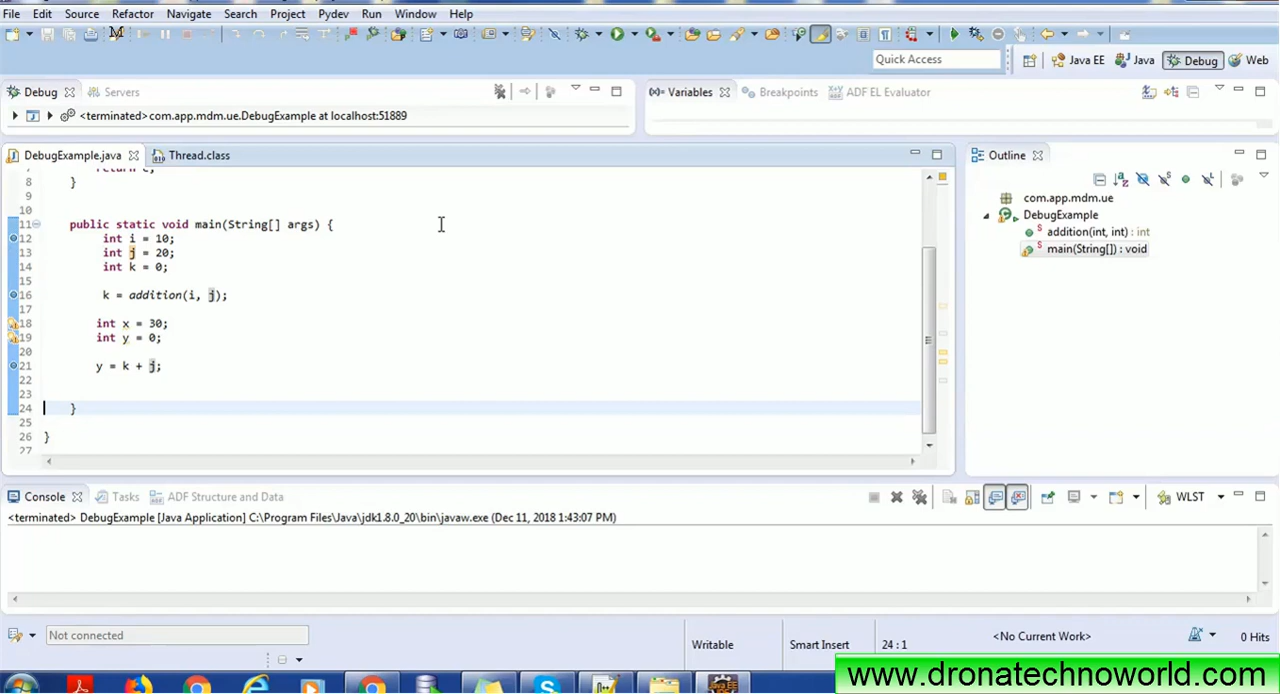 File Edit Source Refactor Navigate Search Project Pydev Run Window Help
Quick Access
Java EE Java Debug Web
Debug Servers
<terminated>com.app.mdm.ue.DebugExample at localhost:51889
(x)= Variables Breakpoints ADF EL Evaluator
DebugExample.java Thread.class
8 }
9
10
11 public static void main(String[] args) {
12 int i = 10;
13 int j = 20;
14 int k = 0;
15
16 k = addition(i, j);
17
18 int x = 30;
19 int y = 0;
20
21 y = k + j;
22
23
24 }
25
26 }
27
Outline
com.app.mdm.ue
DebugExample
addition(int, int) : int
main(String[]) : void
Console Tasks ADF Structure and Data
WLST
<terminated> DebugExample [Java Application] C:\Program Files\Java\jdk1.8.0_20\bin\javaw.exe (Dec 11, 2018 1:43:07 PM)
Not connected
Writable Smart Insert 24 : 1 <No Current Work> 0 Hits
www.dronatechnoworld.com